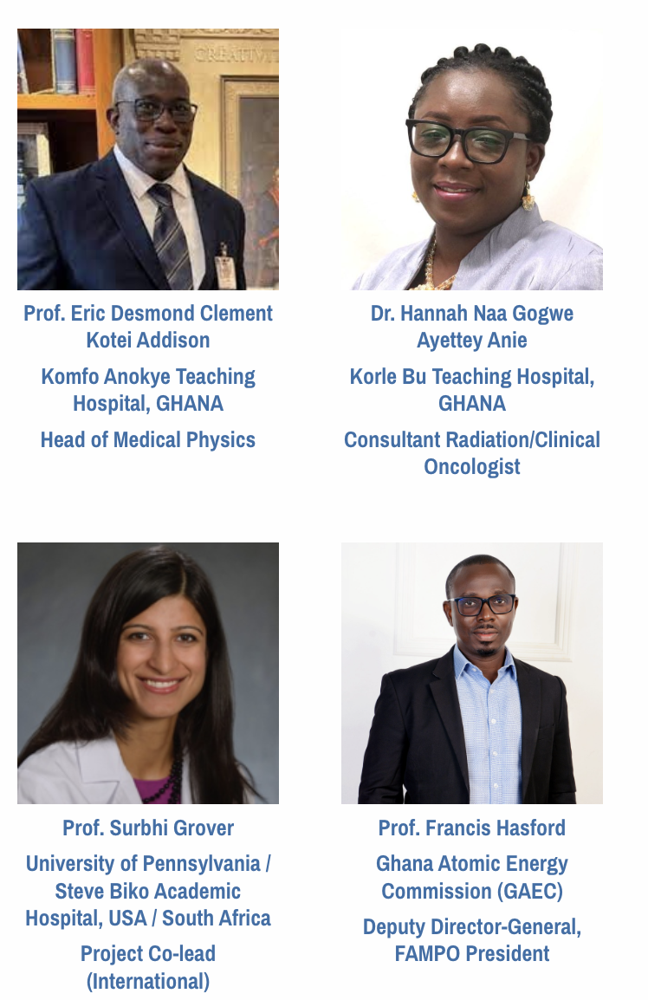 CREATIVI
Prof. Eric Desmond Clement
Kotei Addison
Komfo Anokye Teaching
Hospital, GHANA
Head of Medical Physics
Dr. Hannah Naa Gogwe
Ayettey Anie
Korle Bu Teaching Hospital,
GHANA
Consultant Radiation/Clinical
Oncologist
Prof. Surbhi Grover
University of Pennsylvania /
Steve Biko Academic
Hospital, USA / South Africa
Project Co-lead
(International)
Prof. Francis Hasford
Ghana Atomic Energy
Commission (GAEC)
Deputy Director-General,
FAMPO President